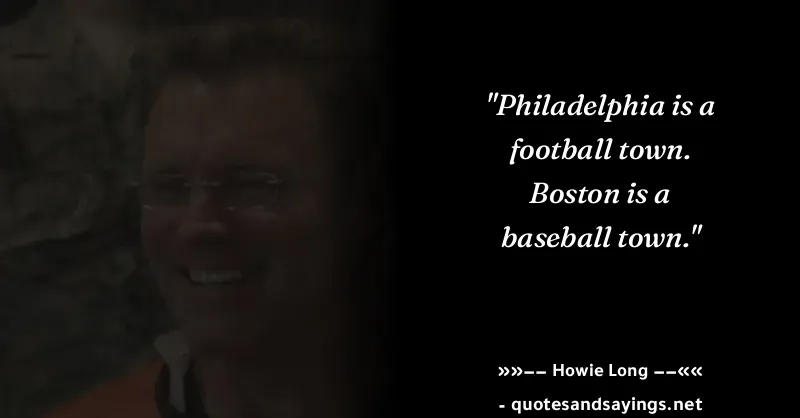 "Philadelphia is a
football town.
Boston is a
baseball town."
»»−− Howie Long −−««
- quotesandsayings.net